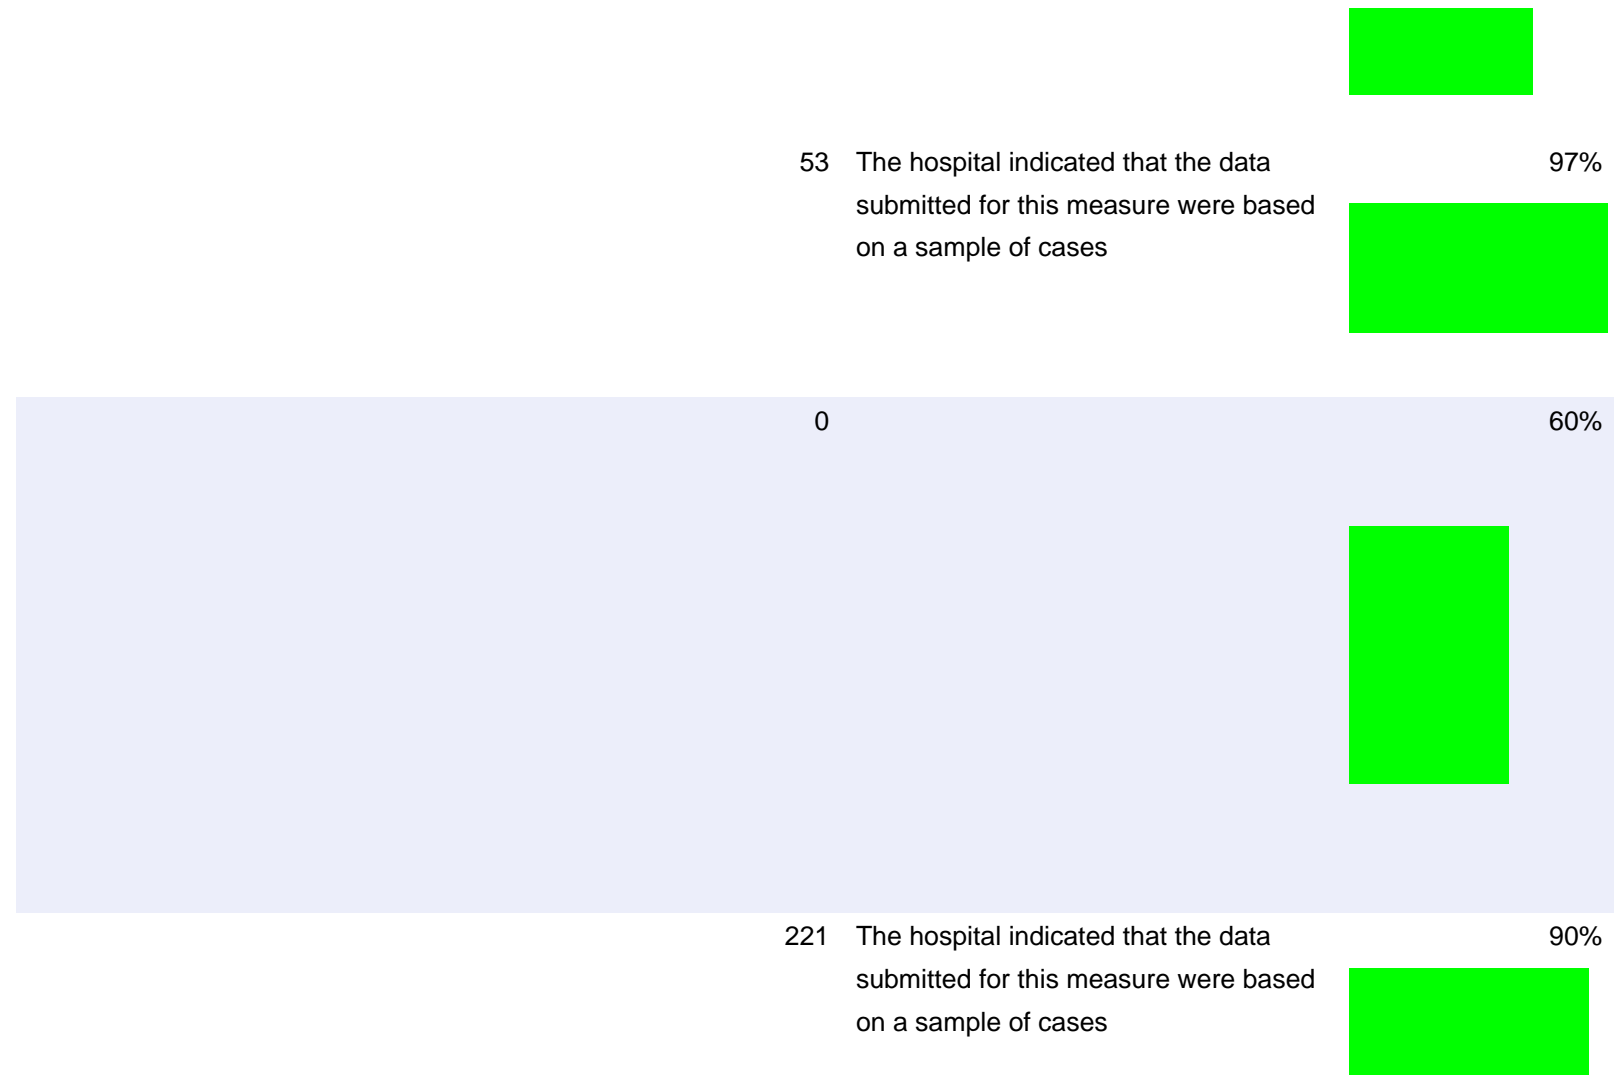 53 The hospital indicated that the data 97%
submitted for this measure were based
on a sample of cases
0 60%
221 The hospital indicated that the data 90%
submitted for this measure were based
on a sample of cases